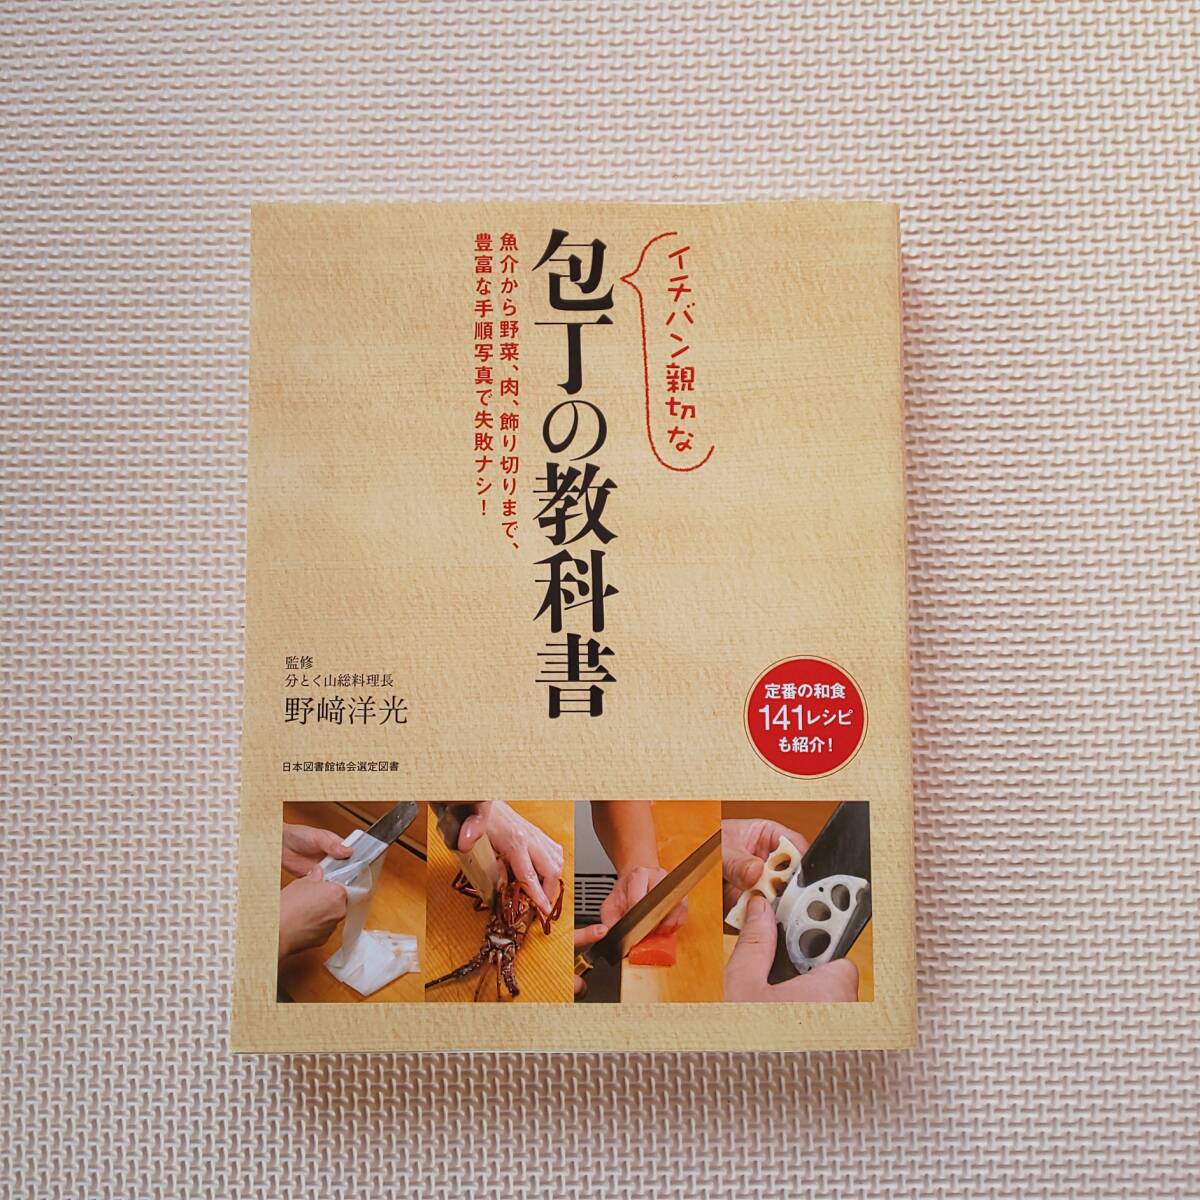 イチバン親切な
包丁の教科書
魚介から野菜、肉、飾り切りまで、
豊富な手順写真で失敗ナシ！
監修
分とく山総料理長
野﨑洋光
日本図書館協会選定図書
定番の和食
141レシピ
も紹介！